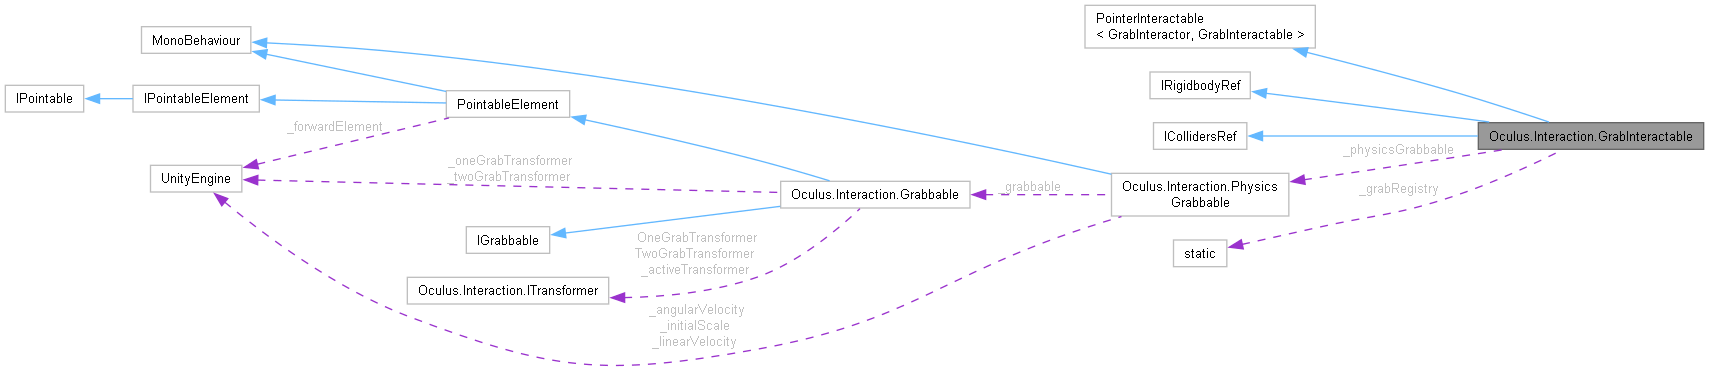 PointerInteractable
< GrabInteractor, GrabInteractable >
MonoBehaviour
IRigidbodyRef
IPointable
IPointableElement
PointableElement
_forwardElement
ICollidersRef
Oculus.Interaction.GrabInteractable
_physicsGrabbable
_oneGrabTransformer
_twoGrabTransformer
UnityEngine
Oculus.Interaction.Grabbable
_grabbable
Oculus.Interaction.Physics
Grabbable
_grabRegistry
IGrabbable
OneGrabTransformer
TwoGrabTransformer
_activeTransformer
static
Oculus.Interaction.ITransformer
_angularVelocity
_initialScale
_linearVelocity